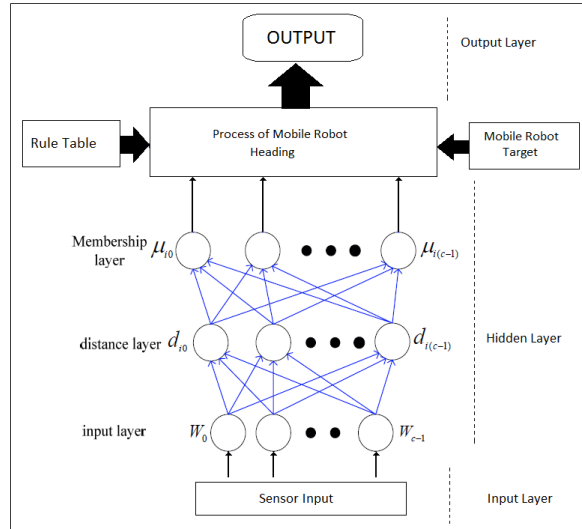 OUTPUT
Output Layer
Rule Table
Process of Mobile Robot
Heading
Mobile Robot
Target
Membership
layer
μi0
μi(c-1)
distance layer
di0
di(c-1)
Hidden Layer
input layer
W0
Wc-1
Sensor Input
Input Layer